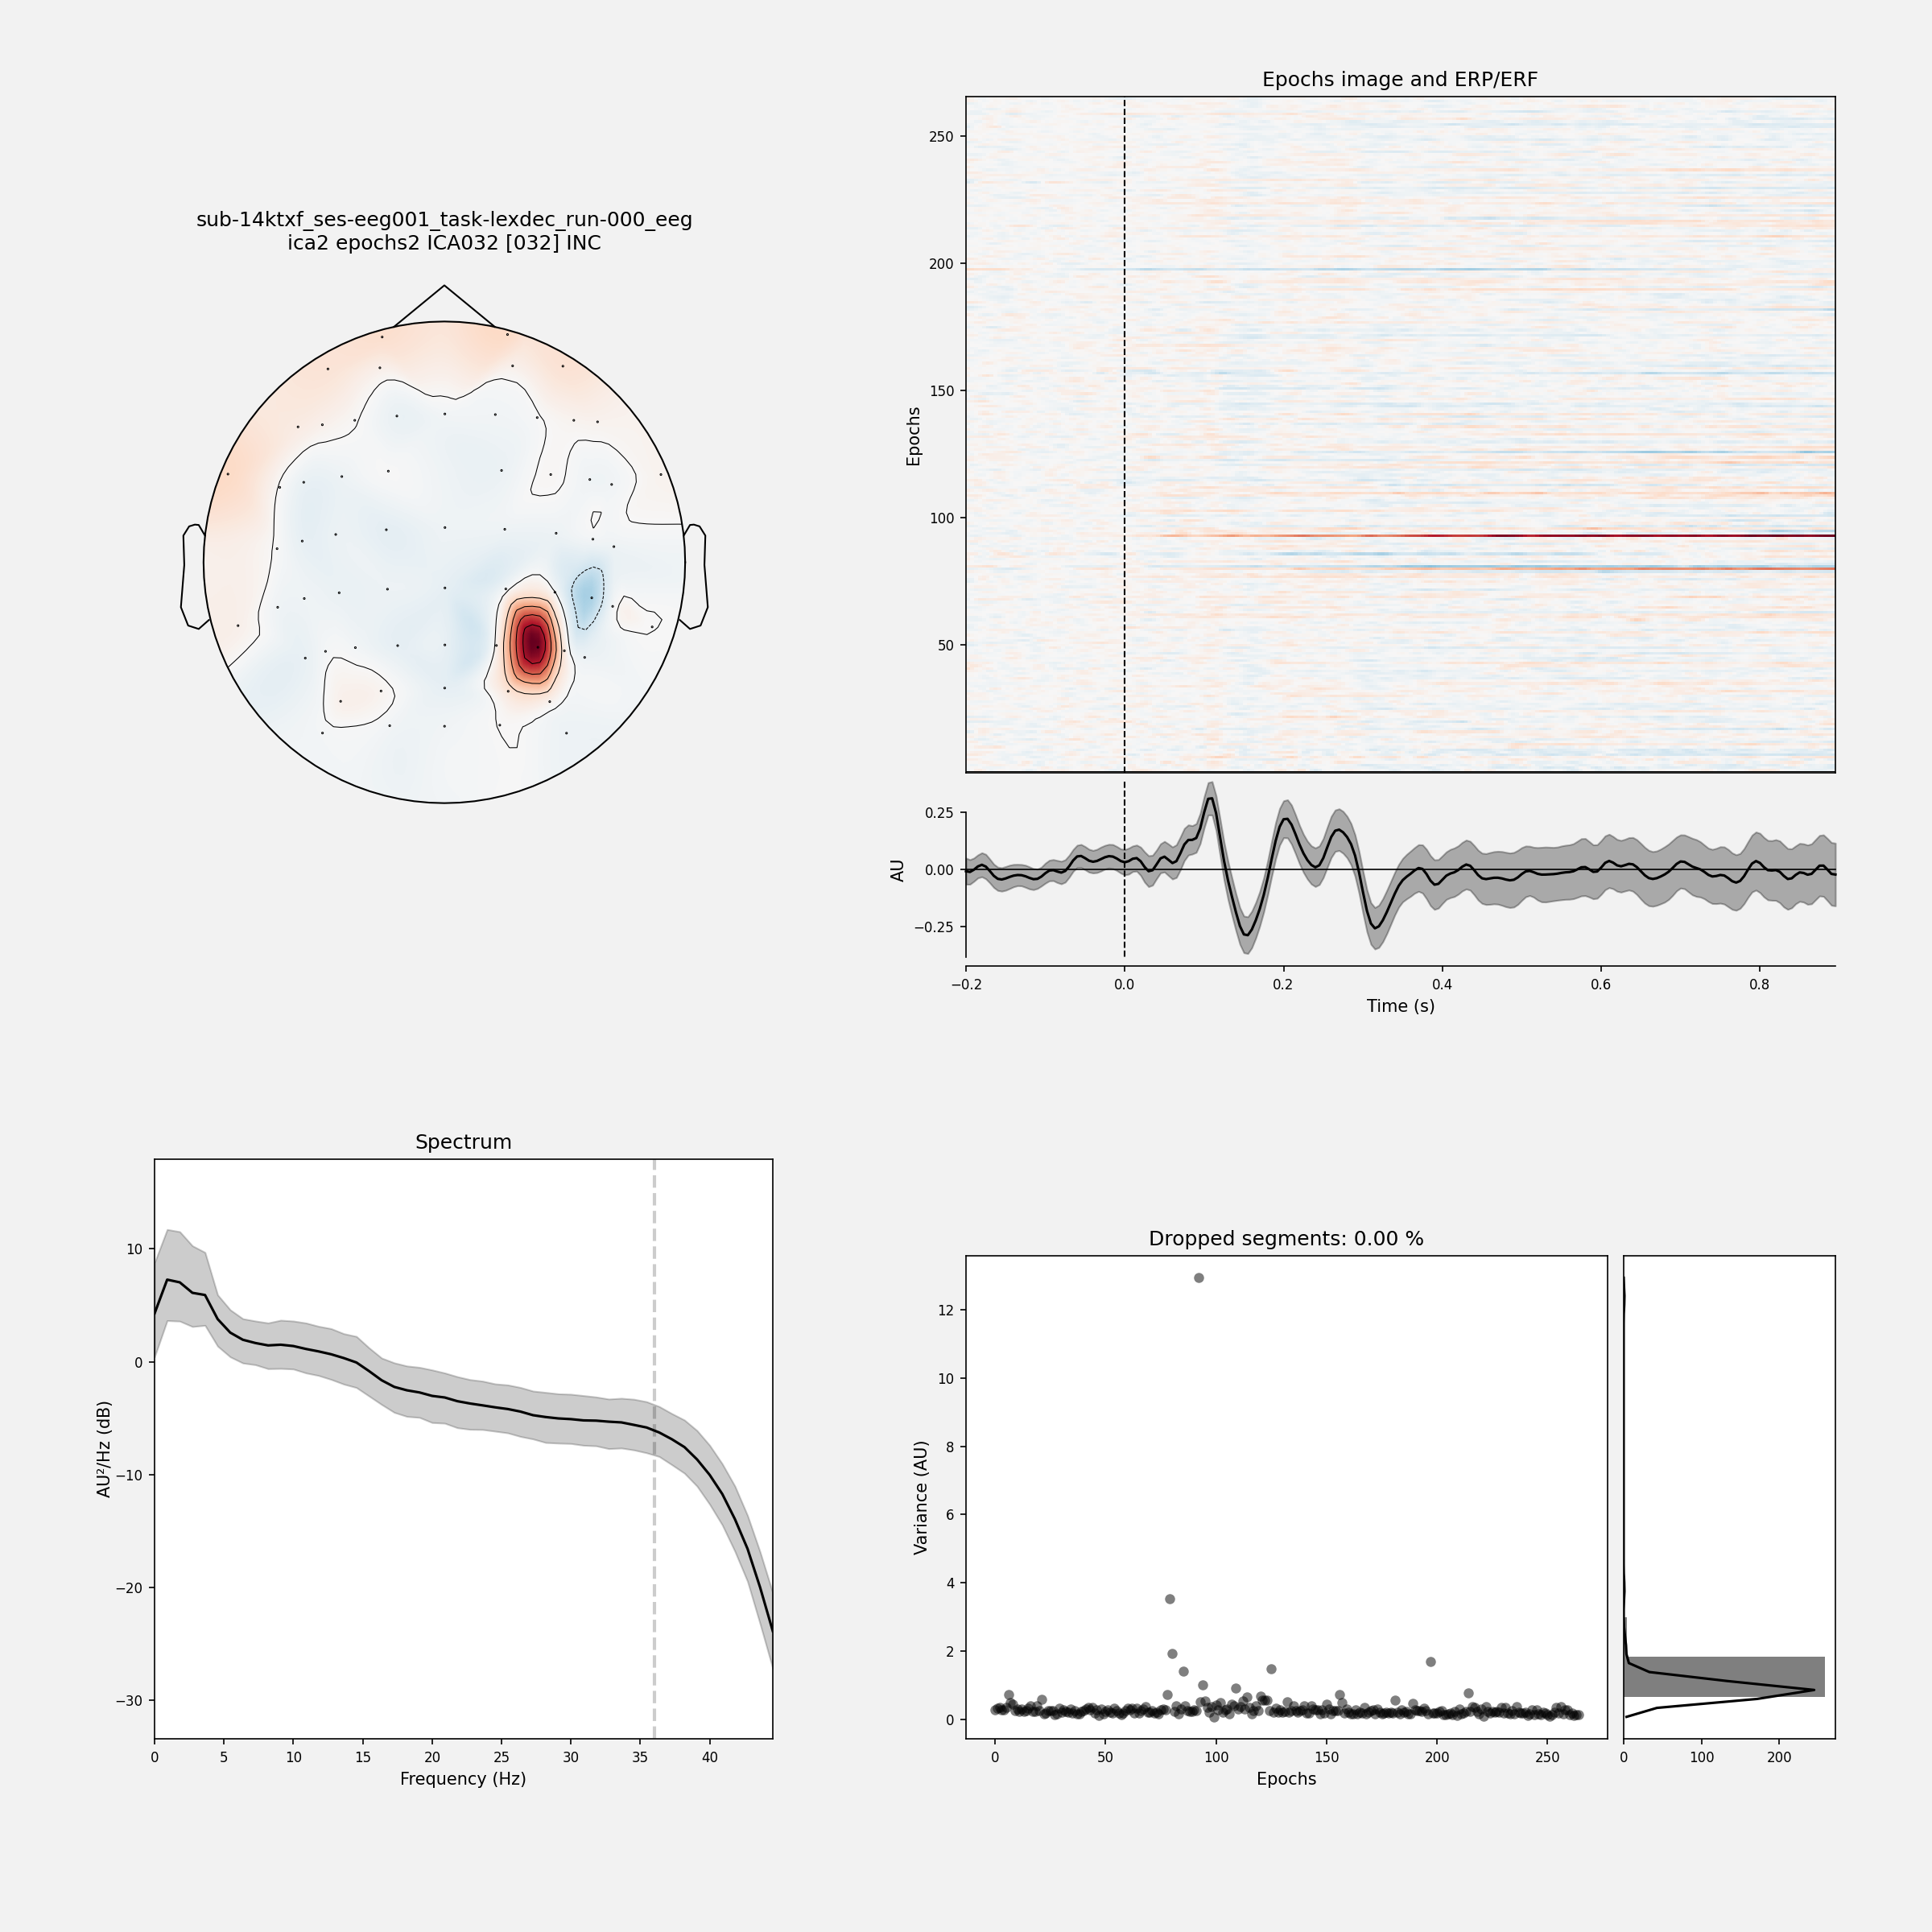 sub-14ktxf_ses-eeg001_task-lexdec_run-000_eeg
ica2 epochs2 ICA032 [032] INC
Epochs image and ERP/ERF
250
200
150
100
50
Epochs
0.25
0.00
−0.25
AU
−0.2 0.0 0.2 0.4 0.6 0.8
Time (s)
Spectrum
10
0
−10
−20
−30
AU²/Hz (dB)
0 5 10 15 20 25 30 35 40
Frequency (Hz)
Dropped segments: 0.00 %
12
10
8
6
4
2
0
Variance (AU)
0 50 100 150 200 250
Epochs
0 100 200